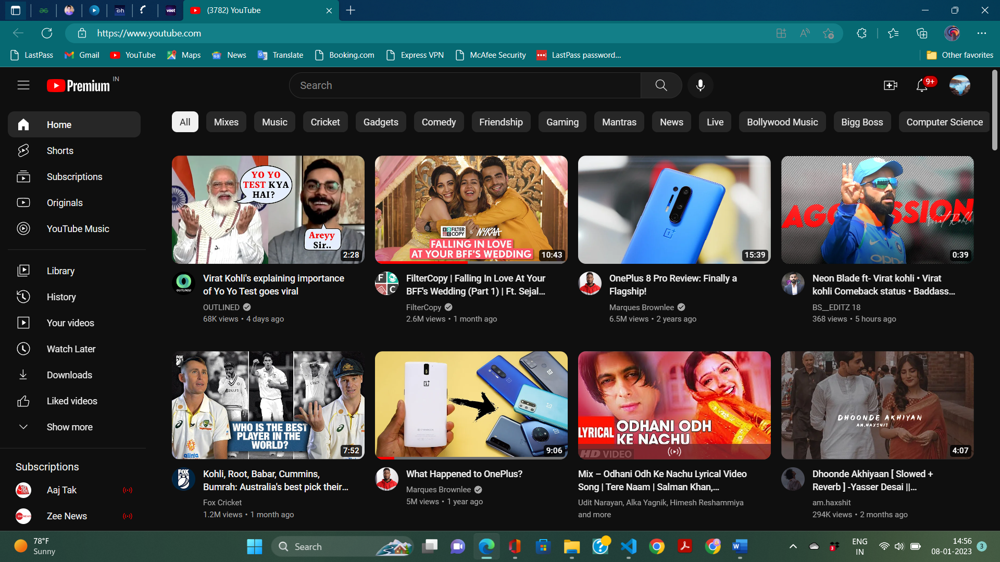 (3782) YouTube
https://www.youtube.com
LastPass
Gmail
YouTube
Maps
News
Translate
Booking.com
Express VPN
McAfee Security
LastPass password...
Other favorites
Premium IN
Search
9+
Home
Shorts
Subscriptions
Originals
YouTube Music
Library
History
Your videos
Watch Later
Downloads
Liked videos
Show more
Subscriptions
Aaj Tak
Zee News
All
Mixes
Music
Cricket
Gadgets
Comedy
Friendship
Gaming
Mantras
News
Live
Bollywood Music
Bigg Boss
Computer Science
YO YO
TEST KYA
HAI?
Areyy
Sir..
2:28
OUTLINED
Virat Kohli's explaining importance
of Yo Yo Test goes viral
OUTLINED
68K views • 4 days ago
FILTER
COPY & NYKAA
FALLING IN LOVE
AT YOUR BFF'S WEDDING
10:43
FilterCopy | Falling In Love At Your
BFF's Wedding (Part 1) | Ft. Sejal...
FilterCopy
2.6M views • 1 month ago
15:39
OnePlus 8 Pro Review: Finally a
Flagship!
Marques Brownlee
6.5M views • 2 years ago
Virat Kohli
OPPO
0:39
Neon Blade ft- Virat kohli • Virat
kohli Comeback status • Baddass...
BS__EDITZ 18
368 views • 5 hours ago
FOX
BYJU'S
alinta
WHO IS THE BEST
PLAYER IN THE
WORLD?
7:52
FOX
Kohli, Root, Babar, Cummins,
Bumrah: Australia's best pick their...
Fox Cricket
1.2M views • 1 month ago
9:06
What Happened to OnePlus?
Marques Brownlee
5M views • 1 year ago
LYRICAL
ODHANI ODH
KE NACHU
HD VIDEO
Mix – Odhani Odh Ke Nachu Lyrical Video
Song | Tere Naam | Salman Khan,...
Udit Narayan, Alka Yagnik, Himesh Reshammiya
and more
DHOONDE AKHIYAN
AM.HAXSHIT
4:07
Dhoonde Akhiyaan [ Slowed +
Reverb ] -Yasser Desai ||...
am.haxshit
294K views • 2 months ago
78°F
Sunny
Search
ENG
IN
14:56
08-01-2023
3